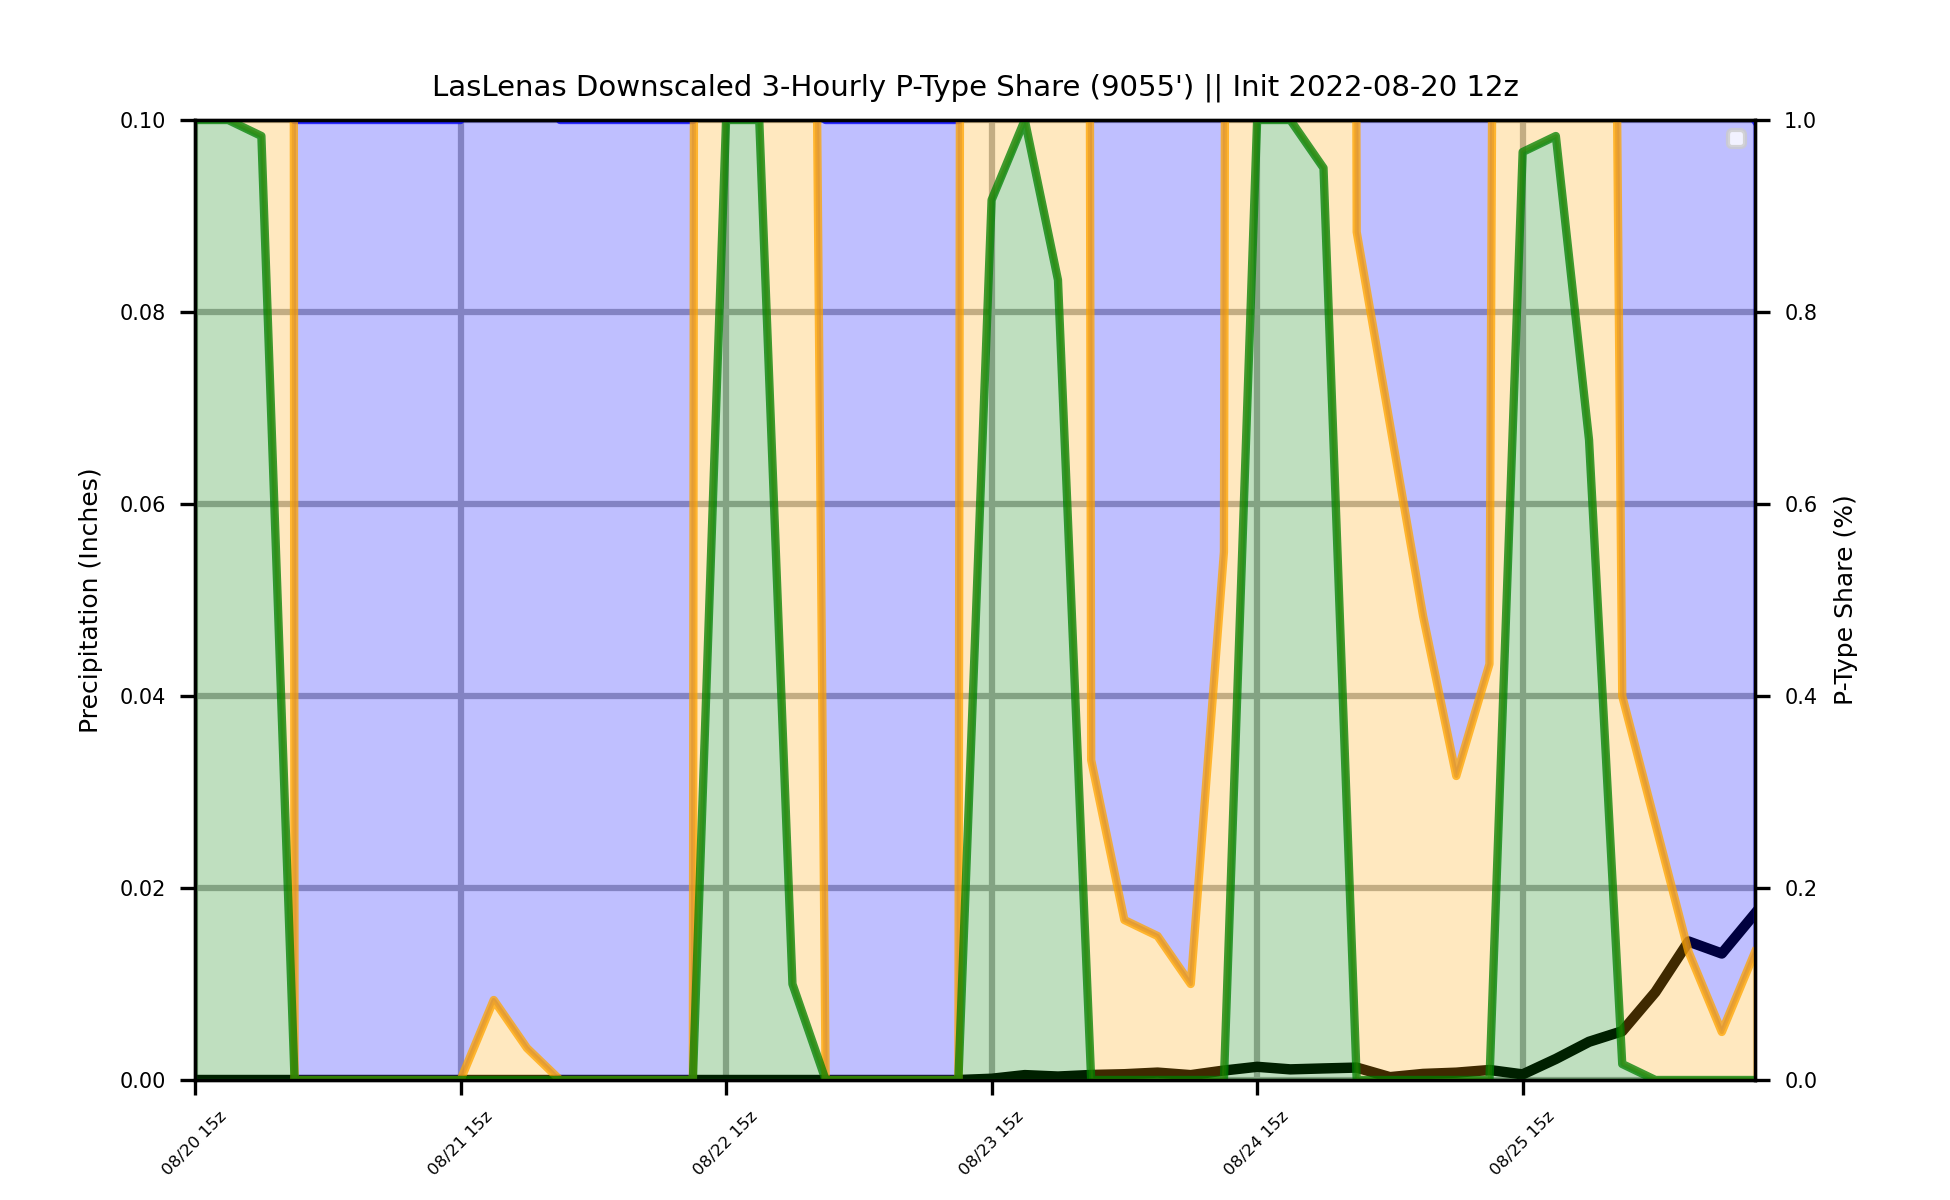 LasLenas Downscaled 3-Hourly P-Type Share (9055') || Init 2022-08-20 12z
Precipitation (Inches)
0.10
0.08
0.06
0.04
0.02
0.00
1.0
0.8
0.6
0.4
0.2
0.0
P-Type Share (%)
08/20 15z
08/21 15z
08/22 15z
08/23 15z
08/24 15z
08/25 15z